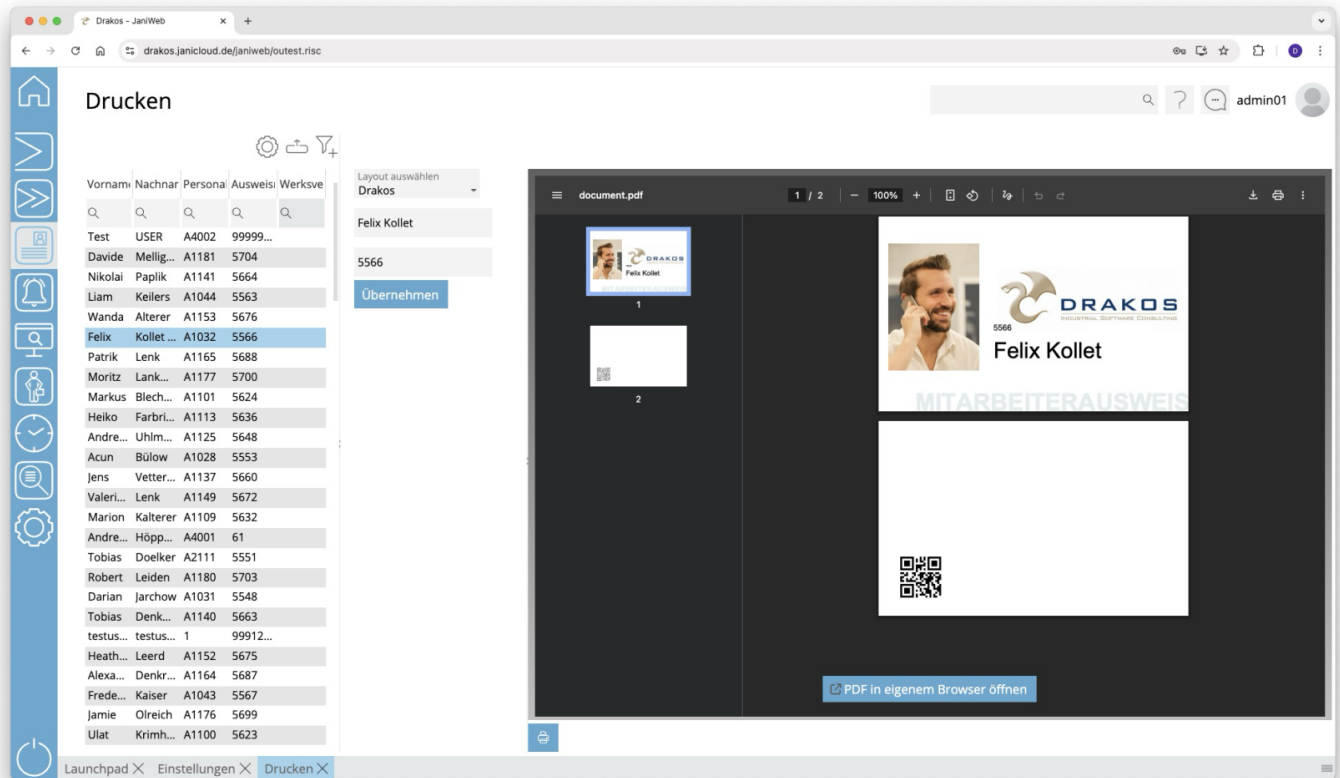 Drakos - JaniWeb
drakos.janicloud.de/janiweb/outest.risc
D
Drucken
admin01
Vornam Nachnar Personal Ausweis Werksve
Test USER A4002 99999...
Davide Mellig... A1181 5704
Nikolai Paplik A1141 5664
Liam Keilers A1044 5563
Wanda Alterer A1153 5676
Felix Kollet ... A1032 5566
Patrik Lenk A1165 5688
Moritz Lank... A1177 5700
Markus Blech... A1101 5624
Heiko Farbri... A1113 5636
Andre... Uhlm... A1125 5648
Acun Bülow A1028 5553
Jens Vetter... A1137 5660
Valeri... Lenk A1149 5672
Marion Kalterer A1109 5632
Andre... Höpp... A4001 61
Tobias Doelker A2111 5551
Robert Leiden A1180 5703
Darian Jarchow A1031 5548
Tobias Denk... A1140 5663
testus... testus... 1 99912...
Heath... Leerd A1152 5675
Alexa... Denkr... A1164 5687
Frede... Kaiser A1043 5567
Jamie Olreich A1176 5699
Ulat Krimh... A1100 5623
Layout auswählen
Drakos
Felix Kollet
5566
Übernehmen
document.pdf 1 / 2 100%
DRAKOS
Felix Kollet
MITARBEITERAUSWEIS
1
2
DRAKOS
INDUSTRIAL SOFTWARE CONSULTING
5566
Felix Kollet
MITARBEITERAUSWEIS
PDF in eigenem Browser öffnen
Launchpad Einstellungen Drucken